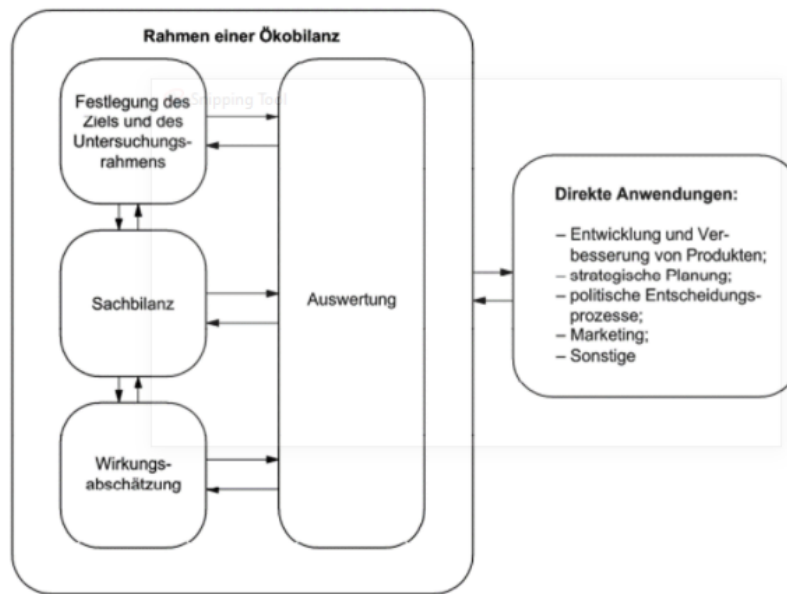 Rahmen einer Ökobilanz
Snipping Tool
Festlegung des
Ziels und des
Untersuchungs-
rahmens
Sachbilanz
Wirkungs-
abschätzung
Auswertung
Direkte Anwendungen:
– Entwicklung und Ver-
besserung von Produkten;
– strategische Planung;
– politische Entscheidungs-
prozesse;
– Marketing;
– Sonstige